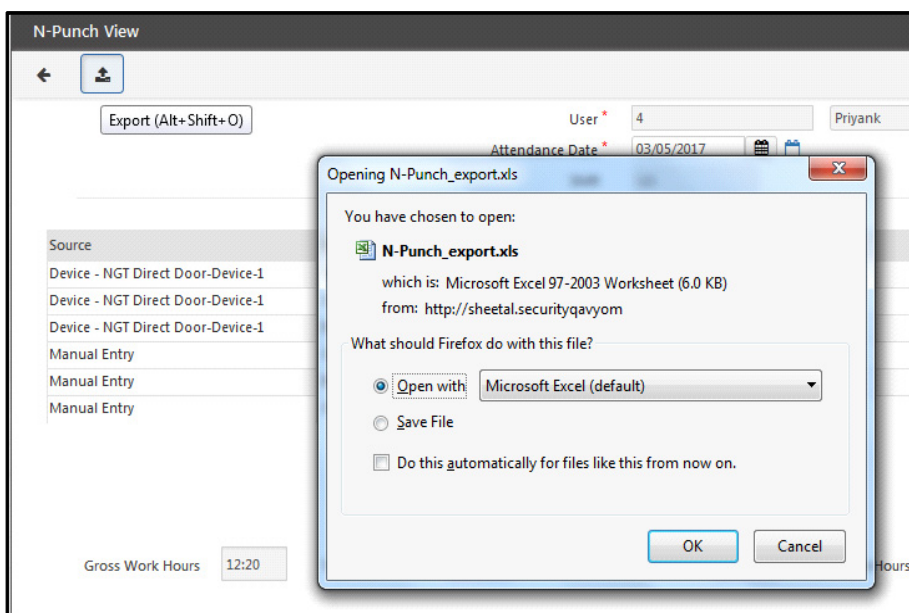 N-Punch View
Export (Alt+Shift+O)
User * 4 Priyank
Attendance Date * 03/05/2017
Opening N-Punch_export.xls
You have chosen to open:
N-Punch_export.xls
which is: Microsoft Excel 97-2003 Worksheet (6.0 KB)
from: http://sheetal.securityqavyom
What should Firefox do with this file?
Open with Microsoft Excel (default)
Save File
Do this automatically for files like this from now on.
OK Cancel
Source
Device - NGT Direct Door-Device-1
Device - NGT Direct Door-Device-1
Device - NGT Direct Door-Device-1
Manual Entry
Manual Entry
Manual Entry
Gross Work Hours 12:20
Hours